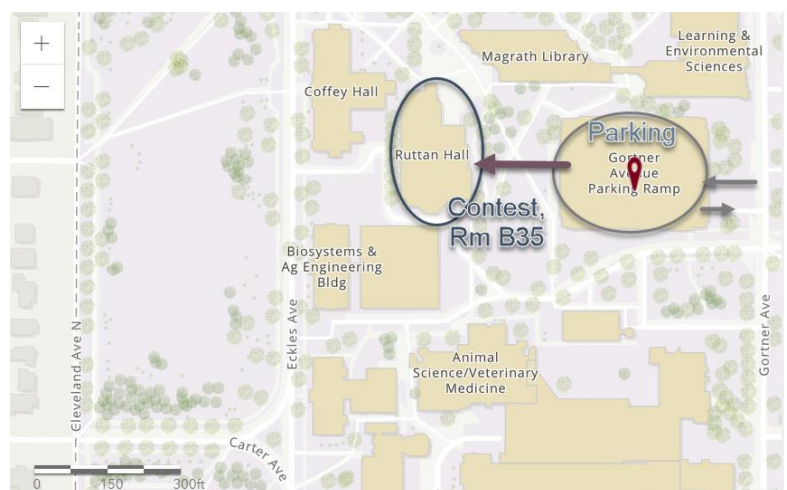 +
−
Learning &
Environmental
Sciences
Magrath Library
Coffey Hall
Parking
Ruttan Hall
Gortner
Avenue
Parking Ramp
Contest,
Rm B35
Biosystems &
Ag Engineering
Bldg
Cleveland Ave N
Eckles Ave
Gortner Ave
Animal
Science/Veterinary
Medicine
Carter Ave
0 150 300ft